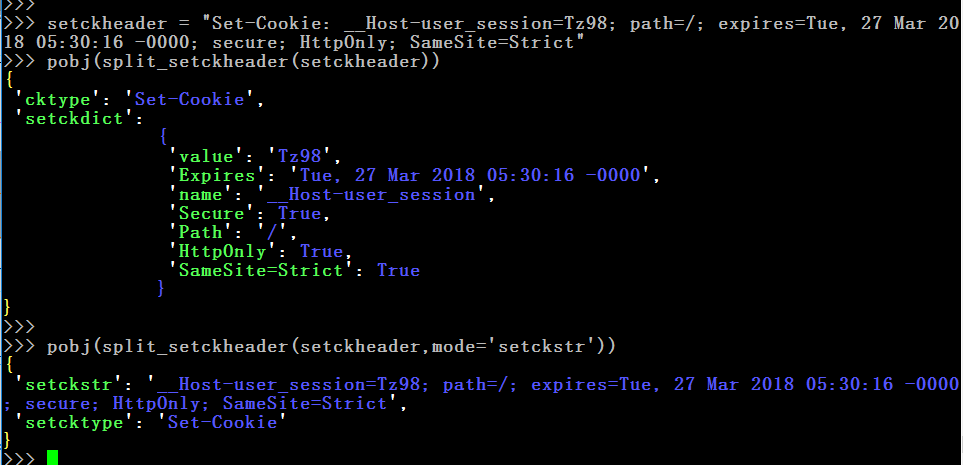 >>>
>>> setckheader = "Set-Cookie: __Host-user_session=Tz98; path=/; expires=Tue, 27 Mar 20
18 05:30:16 -0000; secure; HttpOnly; SameSite=Strict"
>>> pobj(split_setckheader(setckheader))
{
 'cktype': 'Set-Cookie',
 'setckdict':
              {
               'value': 'Tz98',
               'Expires': 'Tue, 27 Mar 2018 05:30:16 -0000',
               'name': '__Host-user_session',
               'Secure': True,
               'Path': '/',
               'HttpOnly': True,
               'SameSite=Strict': True
              }
}
>>>
>>> pobj(split_setckheader(setckheader,mode='setckstr'))
{
 'setckstr': '__Host-user_session=Tz98; path=/; expires=Tue, 27 Mar 2018 05:30:16 -0000
; secure; HttpOnly; SameSite=Strict',
 'setcktype': 'Set-Cookie'
}
>>>